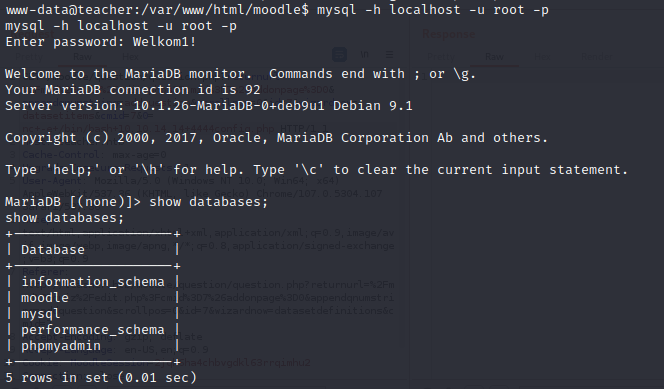 www-data@teacher:/var/www/html/moodle$ mysql -h localhost -u root -p
mysql -h localhost -u root -p
Enter password: Welkom1!
Welcome to the MariaDB monitor.  Commands end with ; or \g.
Your MariaDB connection id is 92
Server version: 10.1.26-MariaDB-0+deb9u1 Debian 9.1
Copyright (c) 2000, 2017, Oracle, MariaDB Corporation Ab and others.
Type 'help;' or '\h' for help. Type '\c' to clear the current input statement.
MariaDB [(none)]> show databases;
show databases;
+--------------------+
| Database           |
+--------------------+
| information_schema |
| moodle             |
| mysql              |
| performance_schema |
| phpmyadmin         |
+--------------------+
5 rows in set (0.01 sec)